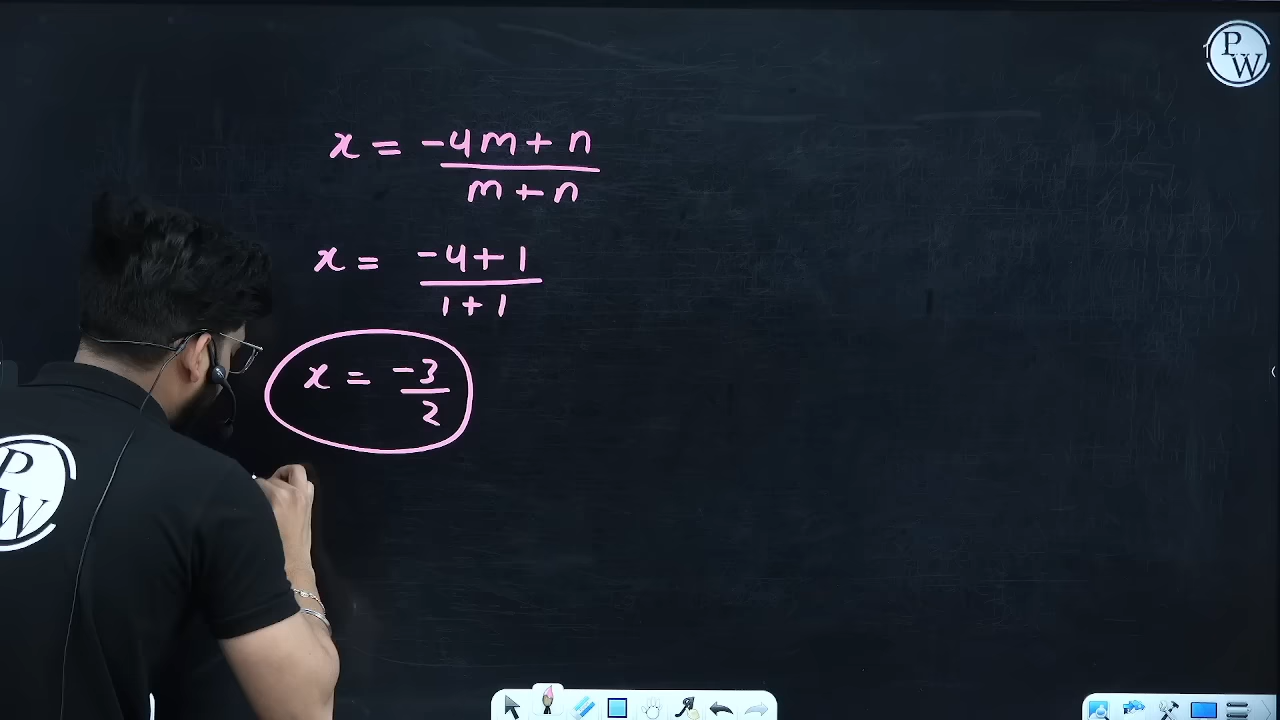 PW
x = -4m + n / m + n
x = -4 + 1 / 1 + 1
x = -3 / 2
PW